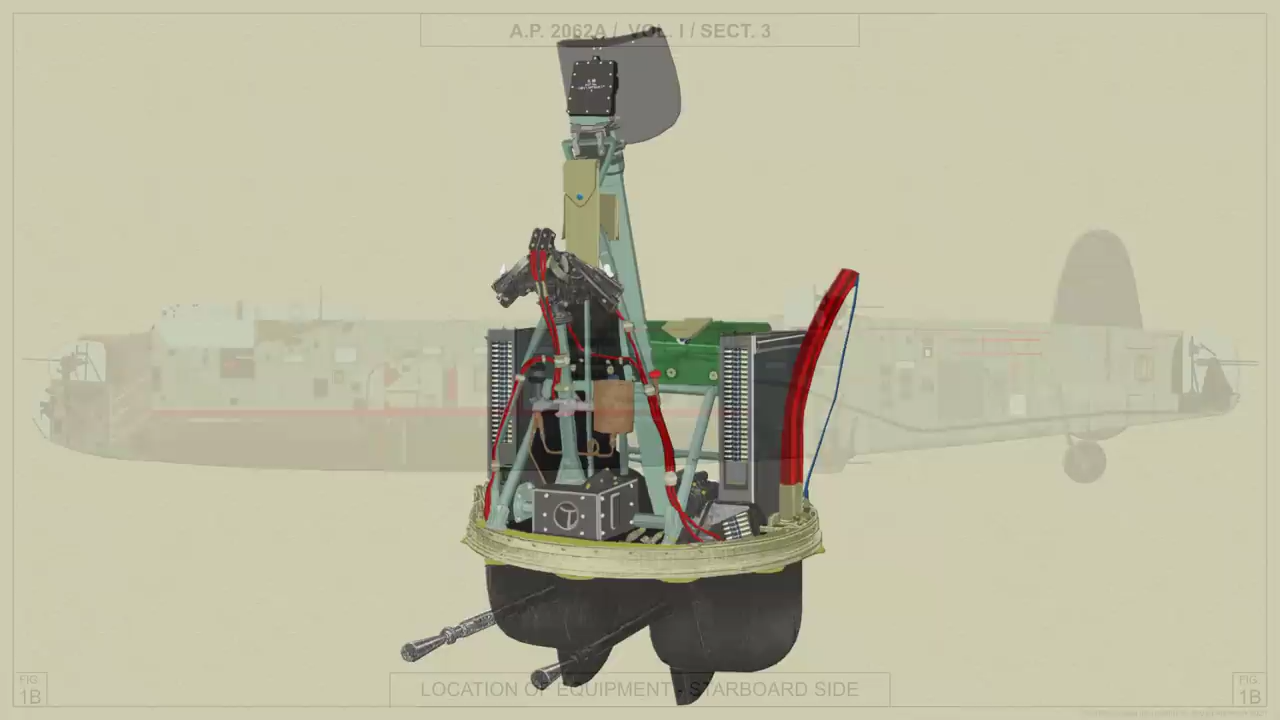 A.P. 2062A / VOL. I / SECT. 3
FIG.
1B
LOCATION OF EQUIPMENT - STARBOARD SIDE
FIG.
1B